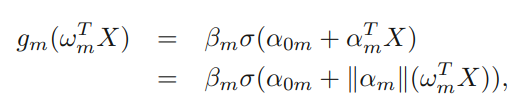 g_m(ω_m^T X) = β_m σ(α_{0m} + α_m^T X)
= β_m σ(α_{0m} + ‖α_m‖(ω_m^T X)),